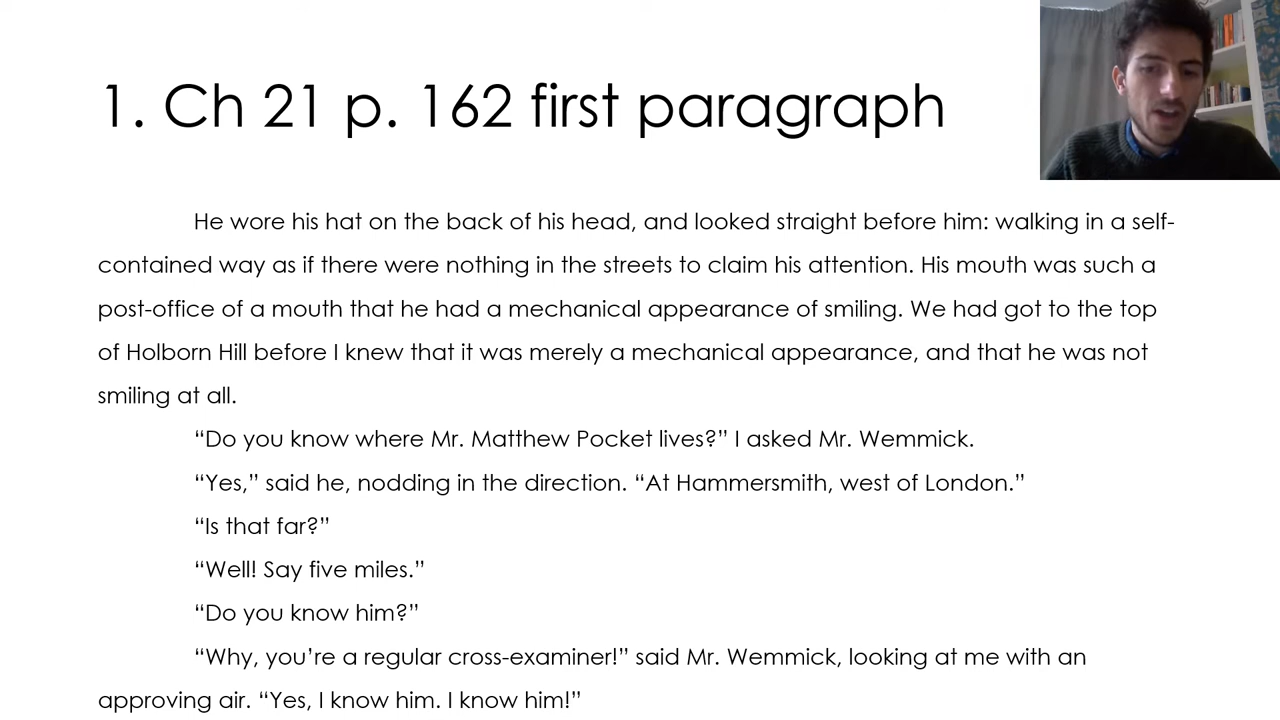 1. Ch 21 p. 162 first paragraph
He wore his hat on the back of his head, and looked straight before him: walking in a self-
contained way as if there were nothing in the streets to claim his attention. His mouth was such a
post-office of a mouth that he had a mechanical appearance of smiling. We had got to the top
of Holborn Hill before I knew that it was merely a mechanical appearance, and that he was not
smiling at all.
“Do you know where Mr. Matthew Pocket lives?” I asked Mr. Wemmick.
“Yes,” said he, nodding in the direction. “At Hammersmith, west of London.”
“Is that far?”
“Well! Say five miles.”
“Do you know him?”
“Why, you’re a regular cross-examiner!” said Mr. Wemmick, looking at me with an
approving air. “Yes, I know him. I know him!”